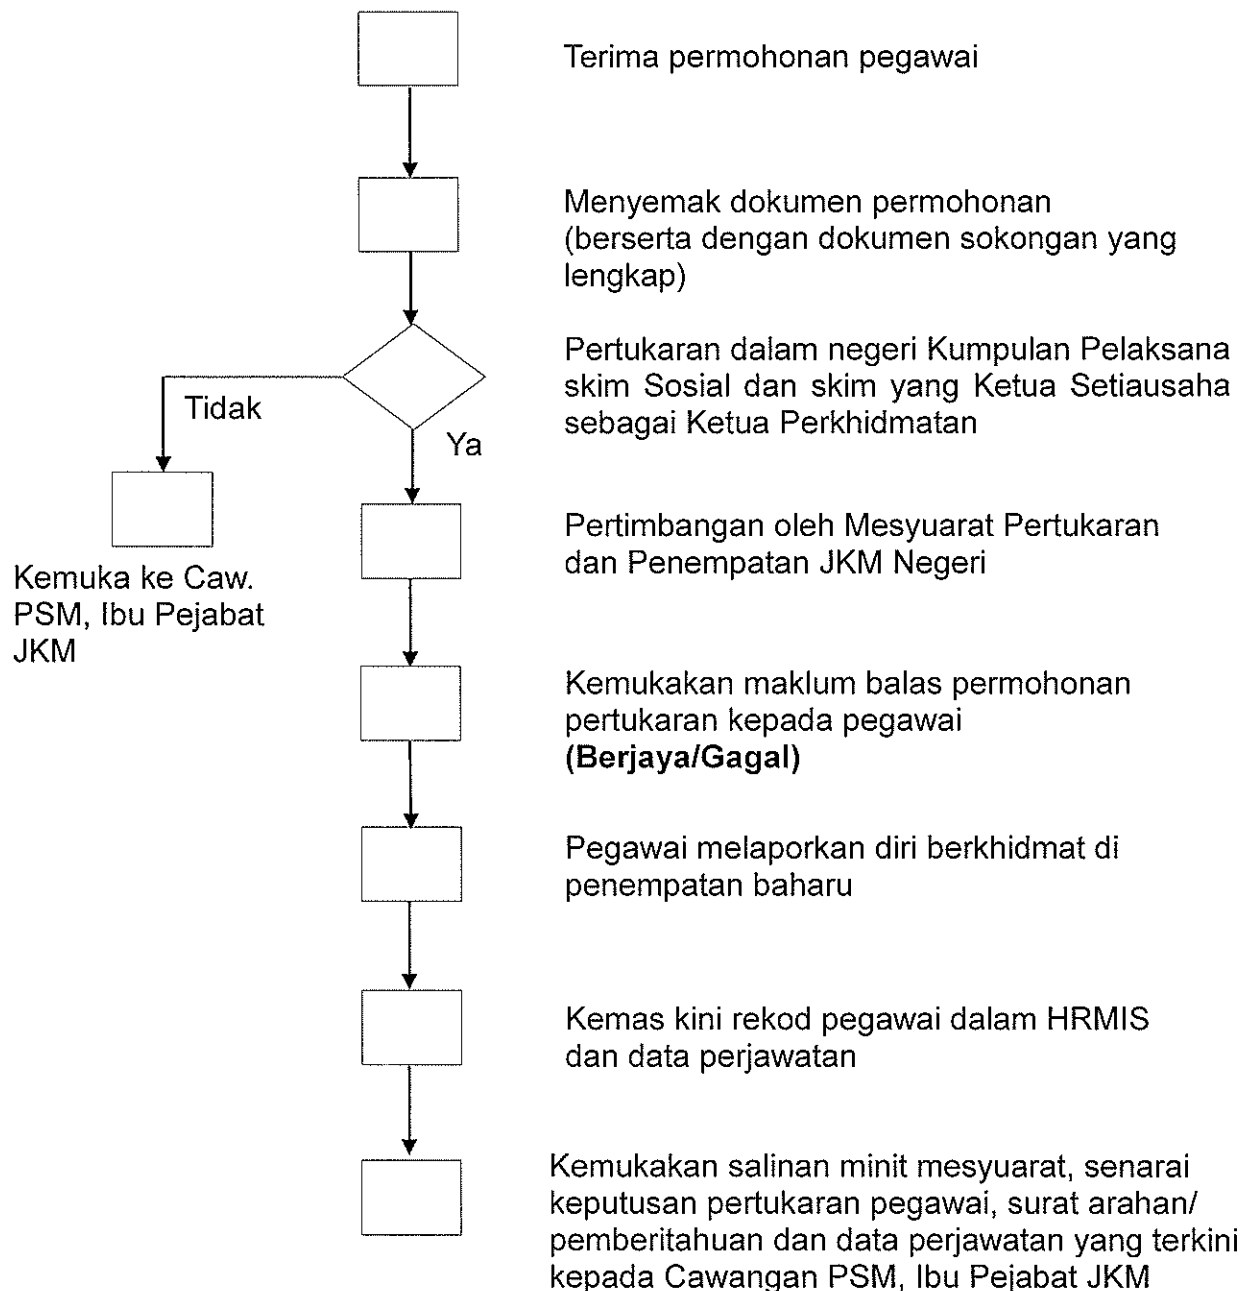 Terima permohonan pegawai
Menyemak dokumen permohonan
(berserta dengan dokumen sokongan yang
lengkap)
Pertukaran dalam negeri Kumpulan Pelaksana
skim Sosial dan skim yang Ketua Setiausaha
sebagai Ketua Perkhidmatan
Tidak
Ya
Kemuka ke Caw.
PSM, Ibu Pejabat
JKM
Pertimbangan oleh Mesyuarat Pertukaran
dan Penempatan JKM Negeri
Kemukakan maklum balas permohonan
pertukaran kepada pegawai
(Berjaya/Gagal)
Pegawai melaporkan diri berkhidmat di
penempatan baharu
Kemas kini rekod pegawai dalam HRMIS
dan data perjawatan
Kemukakan salinan minit mesyuarat, senarai
keputusan pertukaran pegawai, surat arahan/
pemberitahuan dan data perjawatan yang terkini
kepada Cawangan PSM, Ibu Pejabat JKM